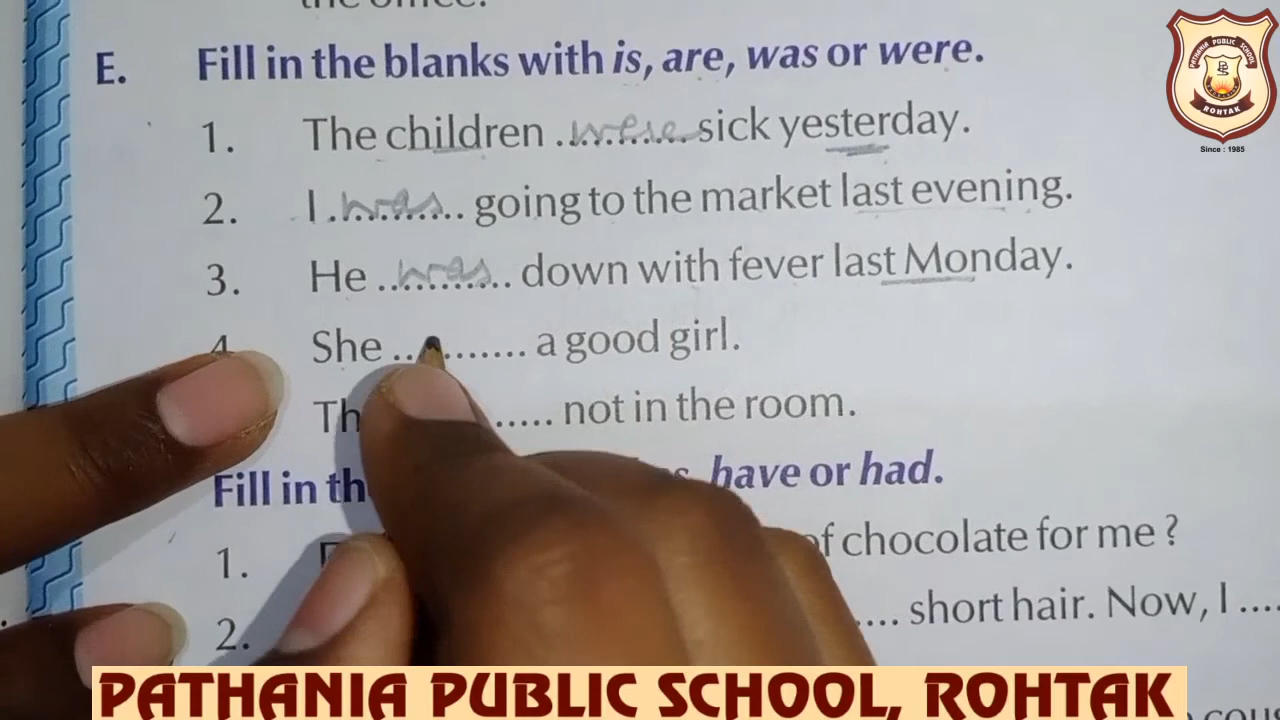 the office.
E. Fill in the blanks with is, are, was or were.
1. The children ..were.. sick yesterday.
2. I ..was.. going to the market last evening.
3. He ..was.. down with fever last Monday.
4. She ........... a good girl.
Th ..... not in the room.
Fill in th have or had.
1. of chocolate for me ?
2. .... short hair. Now, I ....
PATHANIA PUBLIC SCHOOL, ROHTAK
PATHANIA PUBLIC SCHOOL
ROHTAK
Since : 1985